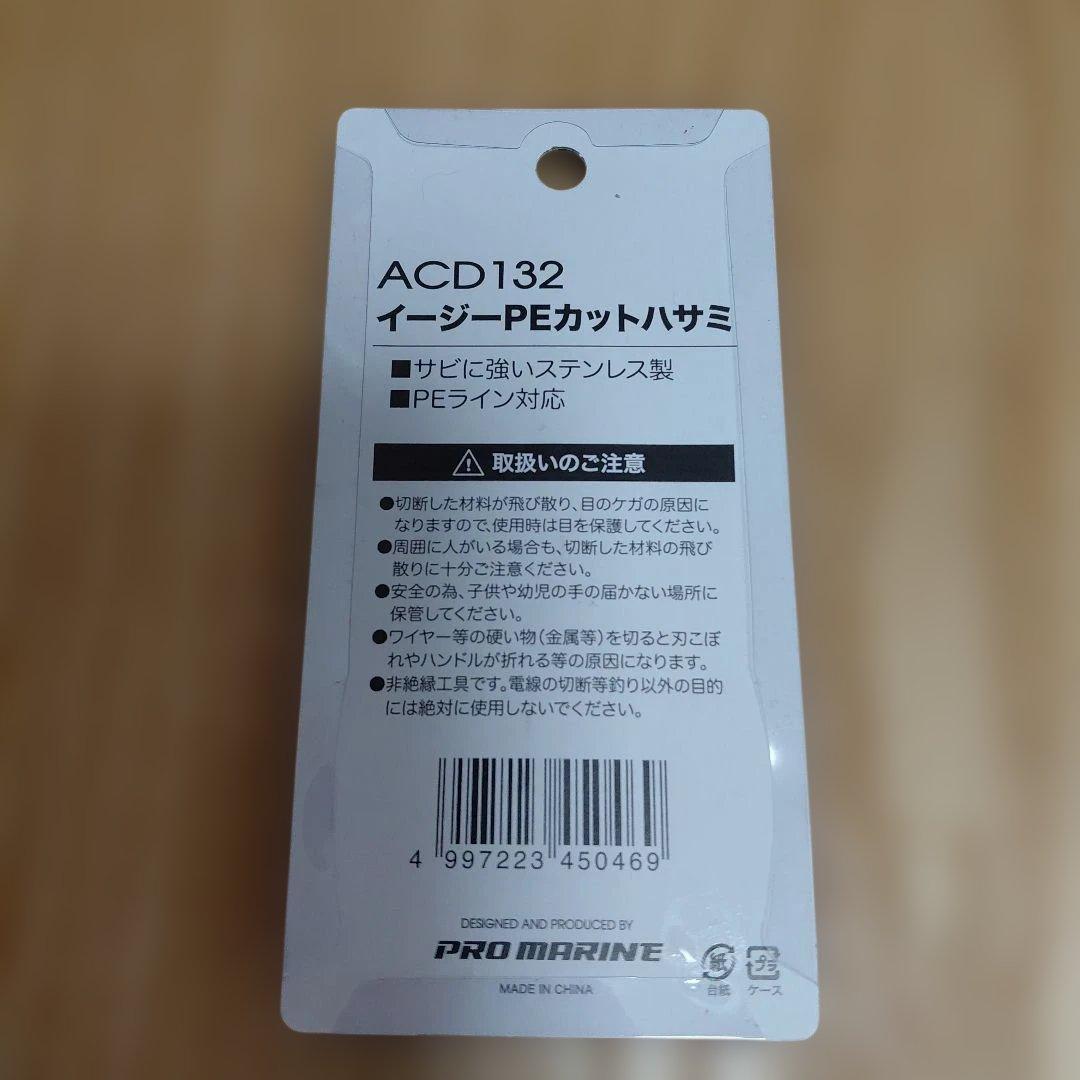 ACD132
イージーPEカットハサミ
■サビに強いステンレス製
■PEライン対応
取扱いのご注意
●切断した材料が飛び散り、目のケガの原因に
なりますので、使用時は目を保護してください。
●周囲に人がいる場合も、切断した材料の飛び
散りに十分ご注意ください。
●安全の為、子供や幼児の手の届かない場所に
保管してください。
●ワイヤー等の硬い物(金属等)を切ると刃こぼ
れやハンドルが折れる等の原因になります。
●非絶縁工具です。電線の切断等釣り以外の目的
には絶対に使用しないでください。
4 997223 450469
DESIGNED AND PRODUCED BY
PRO MARINE
MADE IN CHINA
紙 プラ
台紙 ケース